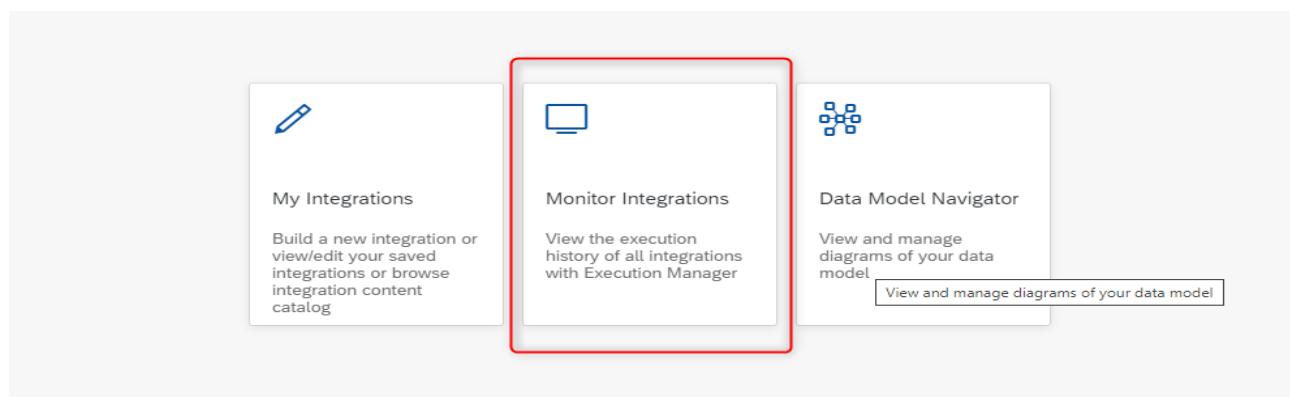 My Integrations
Build a new integration or
view/edit your saved
integrations or browse
integration content
catalog
Monitor Integrations
View the execution
history of all integrations
with Execution Manager
Data Model Navigator
View and manage
diagrams of your data
model
View and manage diagrams of your data model